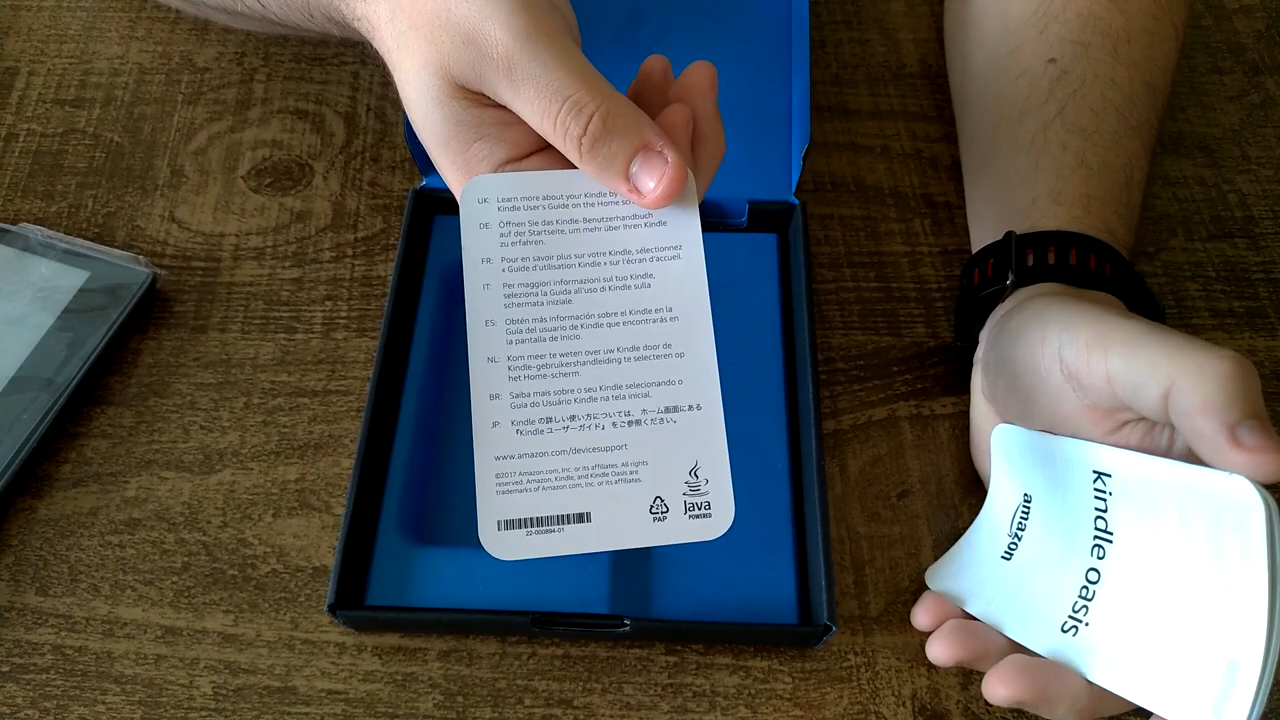 UK: Learn more about your Kindle by
Kindle User's Guide on the Home
DE: Öffnen Sie das Kindle-Benutzerhandbuch
auf der Startseite, um mehr über Ihren Kindle
zu erfahren.
FR: Pour en savoir plus sur votre Kindle, sélectionnez
« Guide d'utilisation Kindle » sur l'écran d'accueil.
IT: Per maggiori informazioni sul tuo Kindle,
seleziona la Guida all'uso di Kindle sulla
schermata iniziale.
ES: Obtén más información sobre el Kindle en la
Guía del usuario de Kindle que encontrarás en
la pantalla de Inicio.
NL: Kom meer te weten over uw Kindle door de
Kindle-gebruikershandleiding te selecteren op
het Home-scherm.
BR: Saiba mais sobre o seu Kindle selecionando o
Guia do Usuário Kindle na tela inicial.
JP: Kindle の詳しい使い方については、ホーム画面にある
『Kindle ユーザーガイド』 をご参照ください。
www.amazon.com/devicesupport
©2017 Amazon.com, Inc. or its affiliates. All rights
reserved. Amazon, Kindle, and Kindle Oasis are
trademarks of Amazon.com, Inc. or its affiliates.
22-000894-01
PAP
Java
POWERED
kindle oasis
amazon